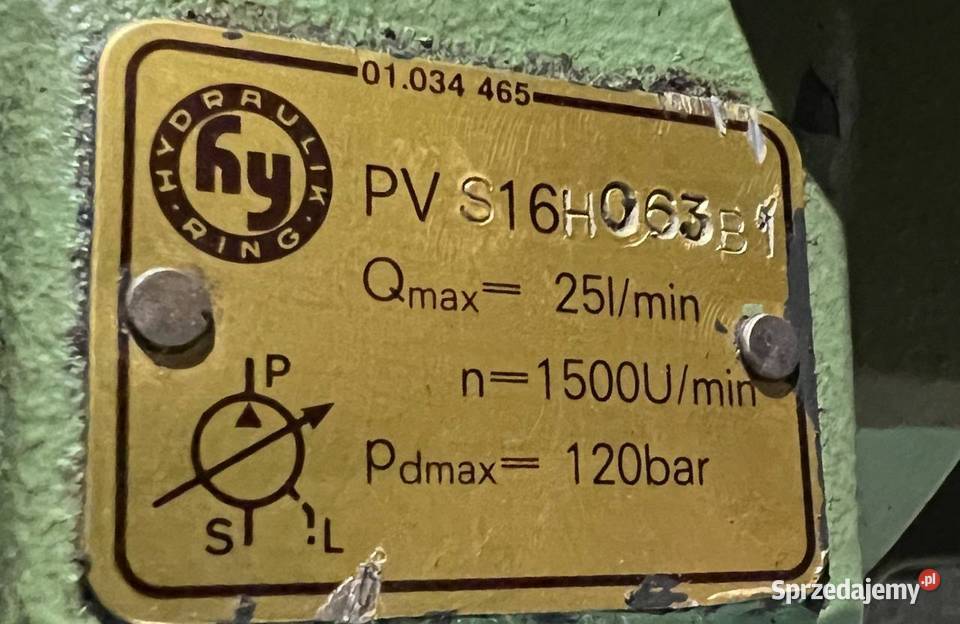 01.034 465
HYDRAULIK · RING ·
hy
PV S16H063B1
Qmax= 25l/min
n=1500U/min
Pdmax= 120bar
P
S
L
Sprzedajemy.pl